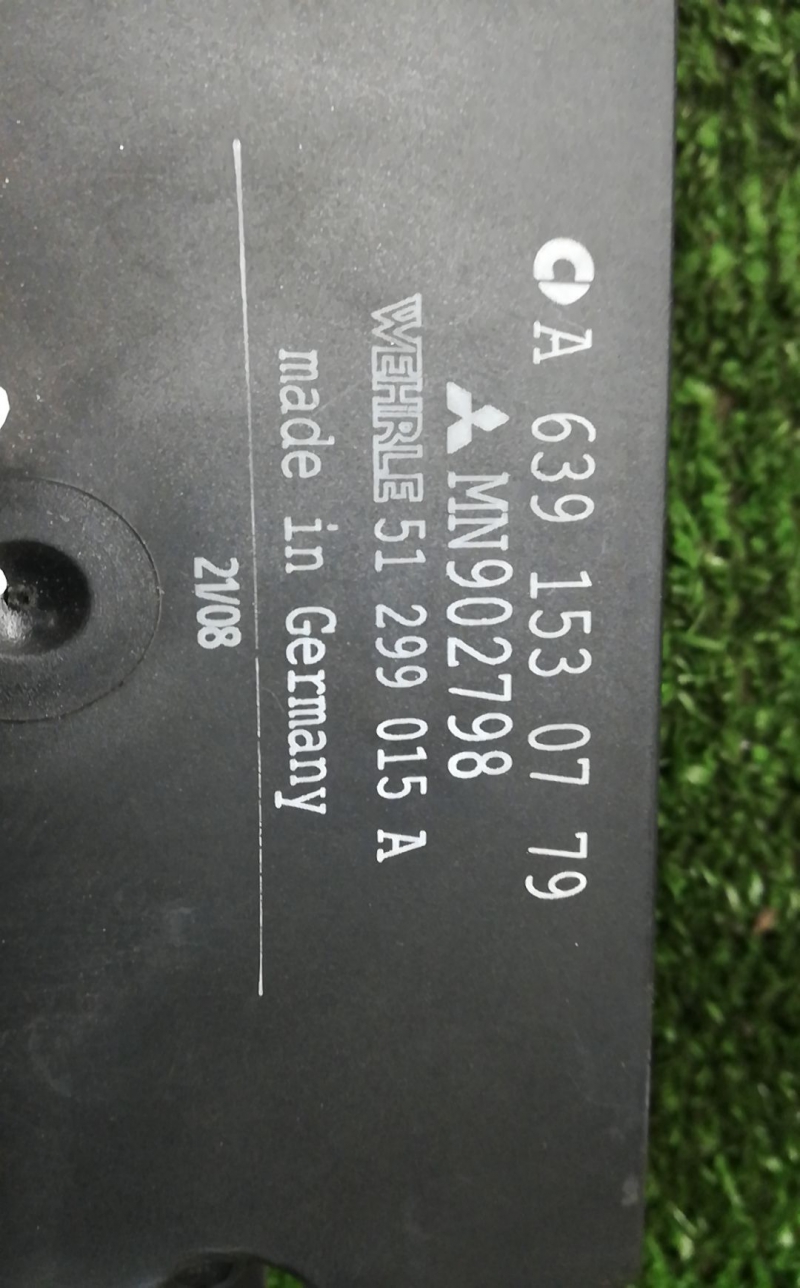 A 639 153 07 79
MN902798
WEHRLE 51 299 015 A
made in Germany
21/08